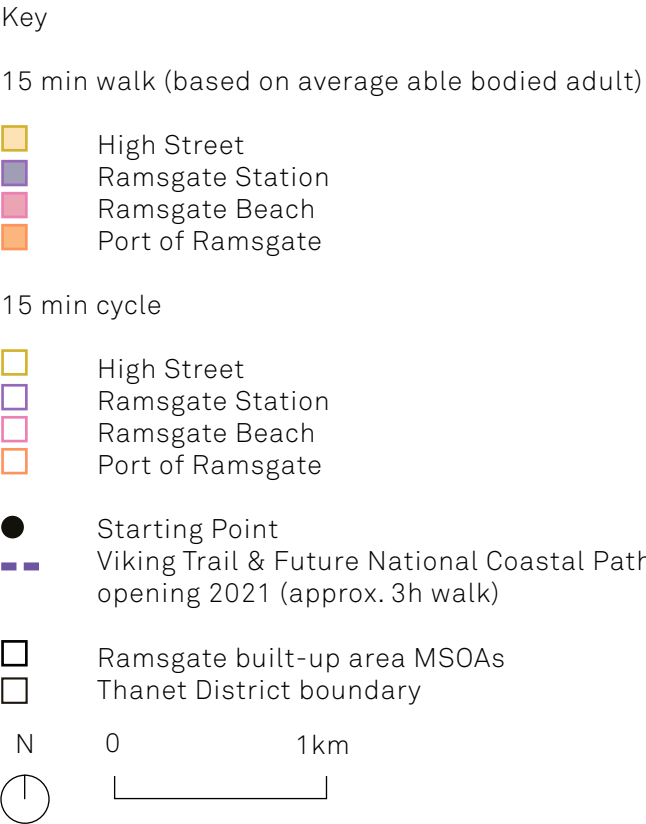 Key
15 min walk (based on average able bodied adult)
High Street
Ramsgate Station
Ramsgate Beach
Port of Ramsgate
15 min cycle
High Street
Ramsgate Station
Ramsgate Beach
Port of Ramsgate
Starting Point
Viking Trail & Future National Coastal Path
opening 2021 (approx. 3h walk)
Ramsgate built-up area MSOAs
Thanet District boundary
N 0 1km